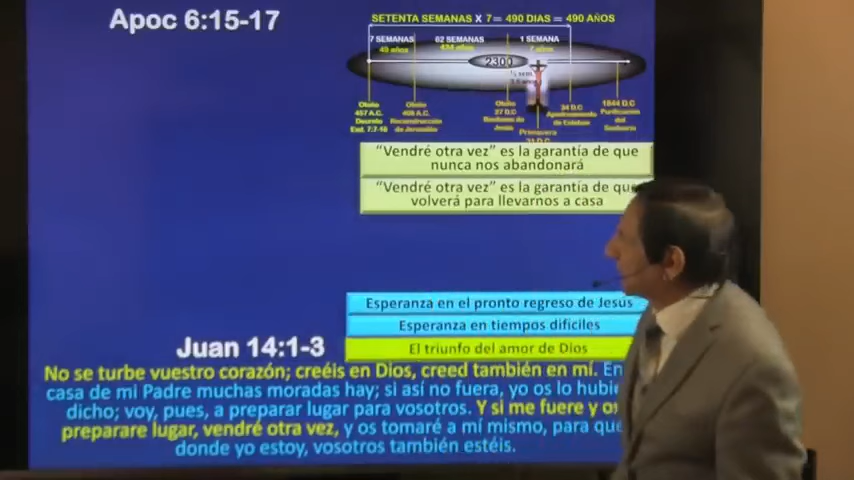 Apoc 6:15-17
SETENTA SEMANAS X 7= 490 DIAS = 490 AÑOS
7 SEMANAS 62 SEMANAS 1 SEMANA
49 años 434 años 7 años
2300
½ sem
Otoño Otoño Otoño 34 D.C 1844 D.C
457 A.C. 408 A.C. 27 D.C Apedreamiento Purificación
Decreto Reconstrucción Bautismo de de Esteban del
Esd. 7:7-10 de Jerusalén Jesús Santuario
Primavera
31 D.C
"Vendré otra vez" es la garantía de que
nunca nos abandonará
"Vendré otra vez" es la garantía de qu
volverá para llevarnos a casa
Esperanza en el pronto regreso de Jesús
Esperanza en tiempos difíciles
El triunfo del amor de Dios
Juan 14:1-3
No se turbe vuestro corazón; creéis en Dios, creed también en mí. En
casa de mi Padre muchas moradas hay; si así no fuera, yo os lo hubie
dicho; voy, pues, a preparar lugar para vosotros. Y si me fuere y os
preparare lugar, vendré otra vez, y os tomaré a mí mismo, para que
donde yo estoy, vosotros también estéis.